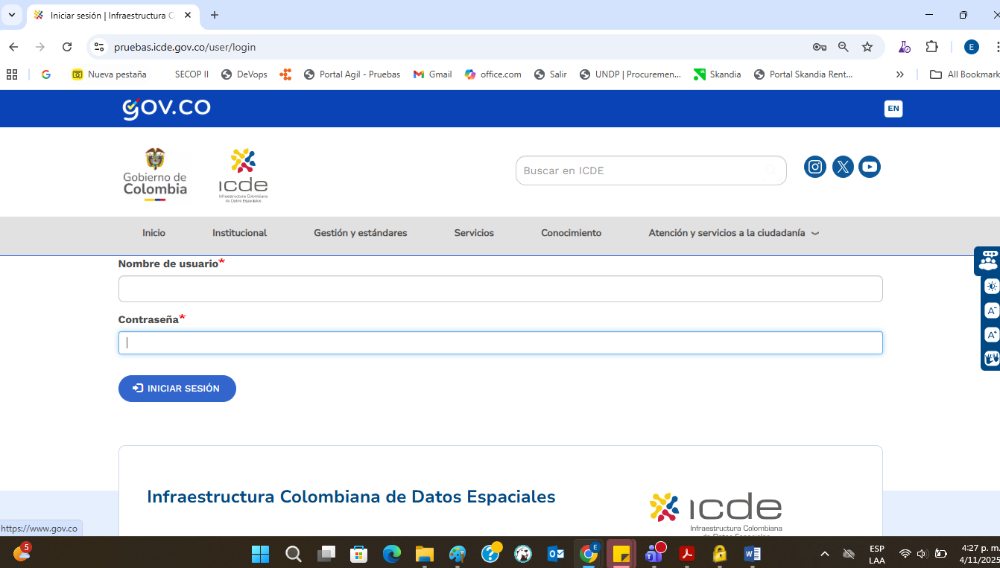 Iniciar sesión | Infraestructura C
pruebas.icde.gov.co/user/login
E
G
Nueva pestaña
SECOP II
DeVops
Portal Agil - Pruebas
Gmail
office.com
Salir
UNDP | Procuremen...
Skandia
Portal Skandia Rent...
»
All Bookmark
GOV.CO
EN
Gobierno de
Colombia
icde
Infraestructura Colombiana
de Datos Espaciales
Buscar en ICDE
Inicio
Institucional
Gestión y estándares
Servicios
Conocimiento
Atención y servicios a la ciudadanía
Nombre de usuario*
Contraseña*
A-
A+
INICIAR SESIÓN
Infraestructura Colombiana de Datos Espaciales
icde
Infraestructura Colombiana
de Datos Espaciales
https://www.gov.co
5
E
ESP
LAA
4:27 p. m.
4/11/2025